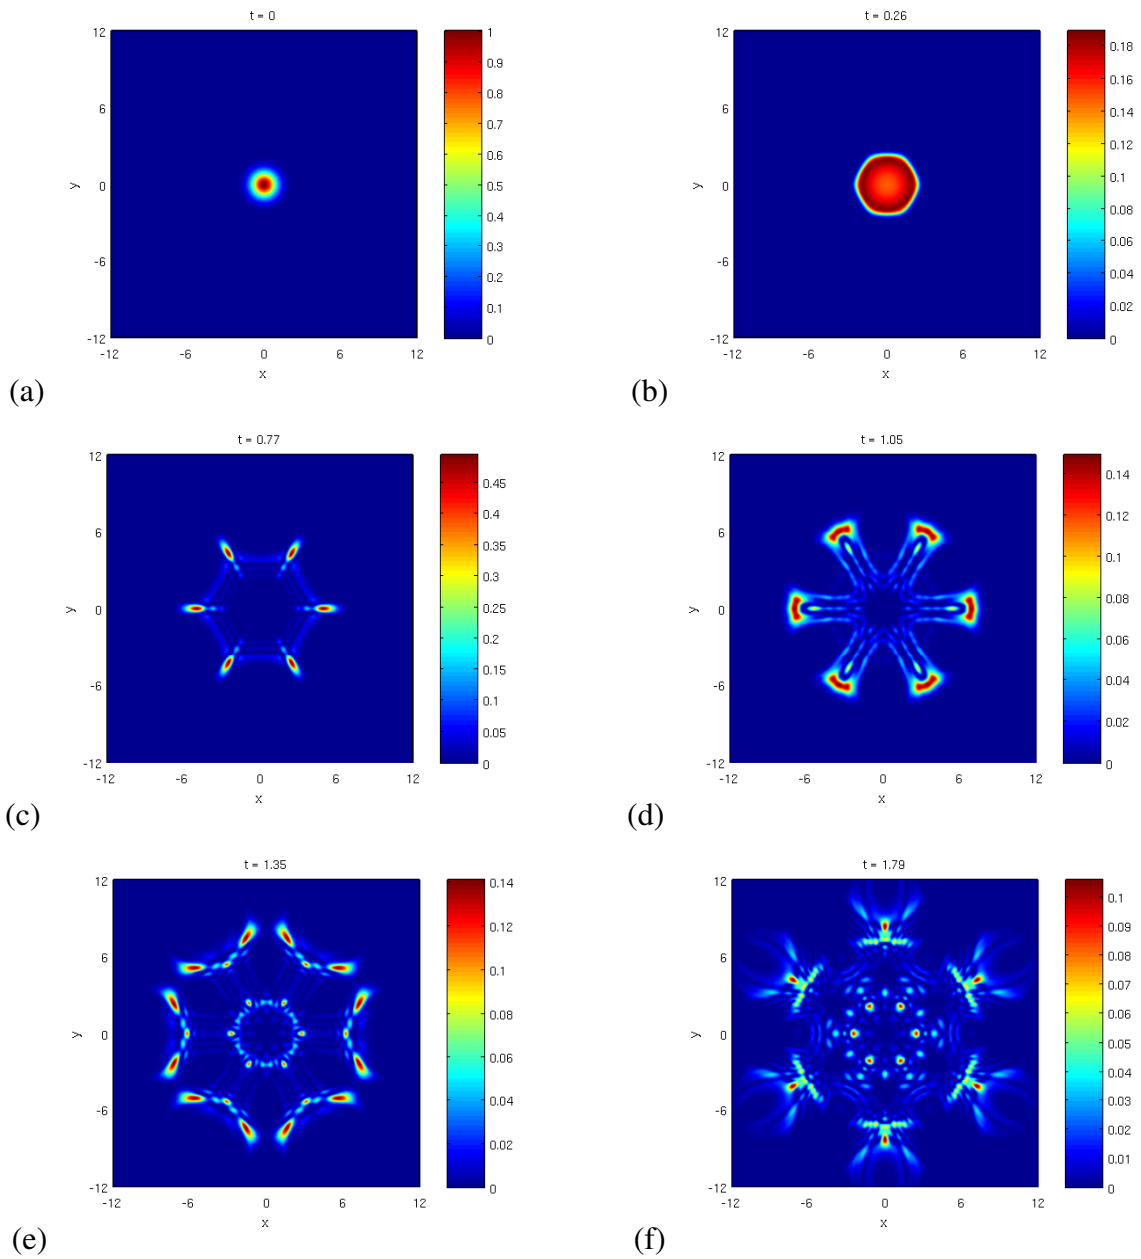 t = 0
12
6
0
-6
-12
y
-12 -6 0 6 12
x
1
0.9
0.8
0.7
0.6
0.5
0.4
0.3
0.2
0.1
0
(a)
t = 0.26
12
6
0
-6
-12
y
-12 -6 0 6 12
x
0.18
0.16
0.14
0.12
0.1
0.08
0.06
0.04
0.02
0
(b)
t = 0.77
12
6
0
-6
-12
y
-12 -6 0 6 12
x
0.45
0.4
0.35
0.3
0.25
0.2
0.15
0.1
0.05
0
(c)
t = 1.05
12
6
0
-6
-12
y
-12 -6 0 6 12
x
0.14
0.12
0.1
0.08
0.06
0.04
0.02
0
(d)
t = 1.35
12
6
0
-6
-12
y
-12 -6 0 6 12
x
0.14
0.12
0.1
0.08
0.06
0.04
0.02
0
(e)
t = 1.79
12
6
0
-6
-12
y
-12 -6 0 6 12
x
0.1
0.09
0.08
0.07
0.06
0.05
0.04
0.03
0.02
0.01
0
(f)